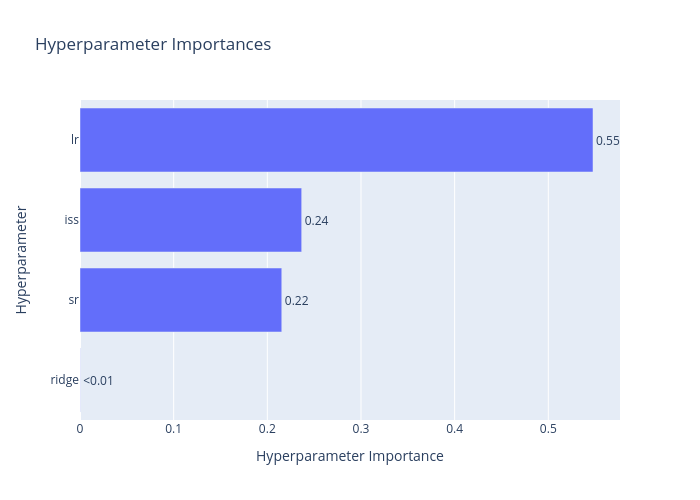 Hyperparameter Importances
Hyperparameter
lr
0.55
iss
0.24
sr
0.22
ridge
<0.01
0
0.1
0.2
0.3
0.4
0.5
Hyperparameter Importance